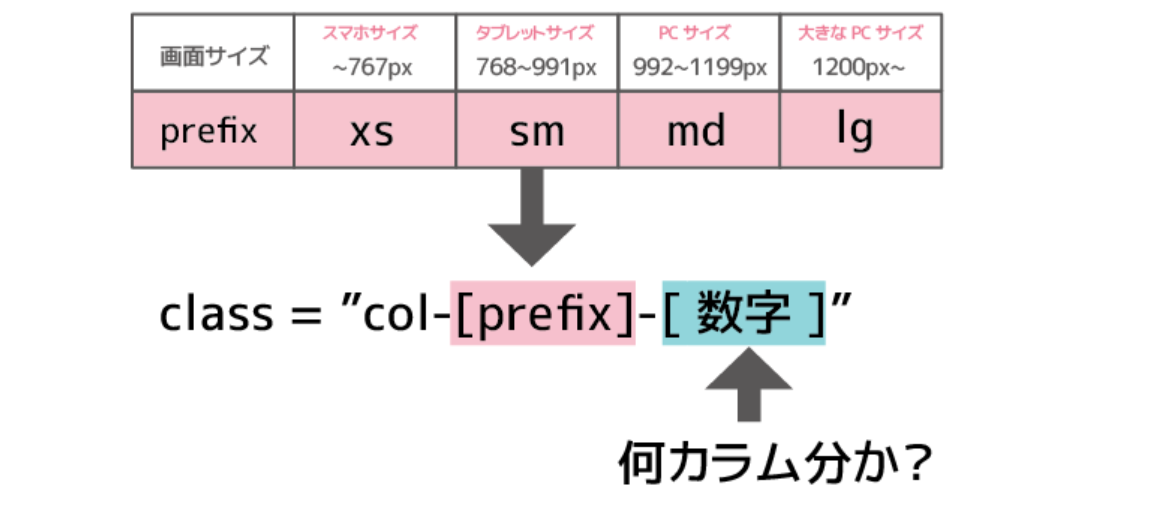 画面サイズ
スマホサイズ
~767px
タブレットサイズ
768~991px
PC サイズ
992~1199px
大きな PC サイズ
1200px~
prefix
xs
sm
md
lg
class = ”col-[prefix]-[ 数字 ]”
何カラム分か？